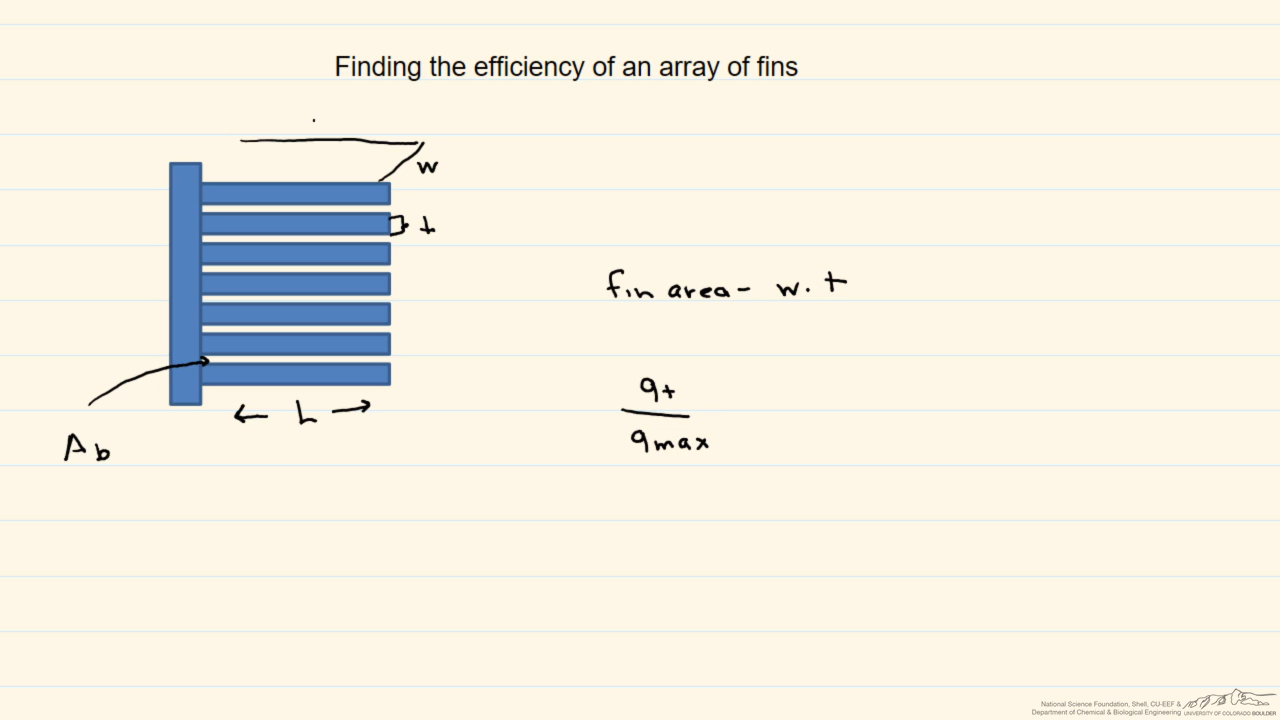 Finding the efficiency of an array of fins
w
t
fin area - w . t
qt
qmax
← L →
Ab
National Science Foundation, Shell, CU-EEF &
Department of Chemical & Biological Engineering UNIVERSITY OF COLORADO BOULDER